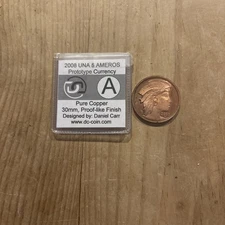 2008 UNA 5 AMEROS
Prototype Currency
A
Pure Copper
30mm, Proof-like Finish
Designed by: Daniel Carr
www.dc-coin.com